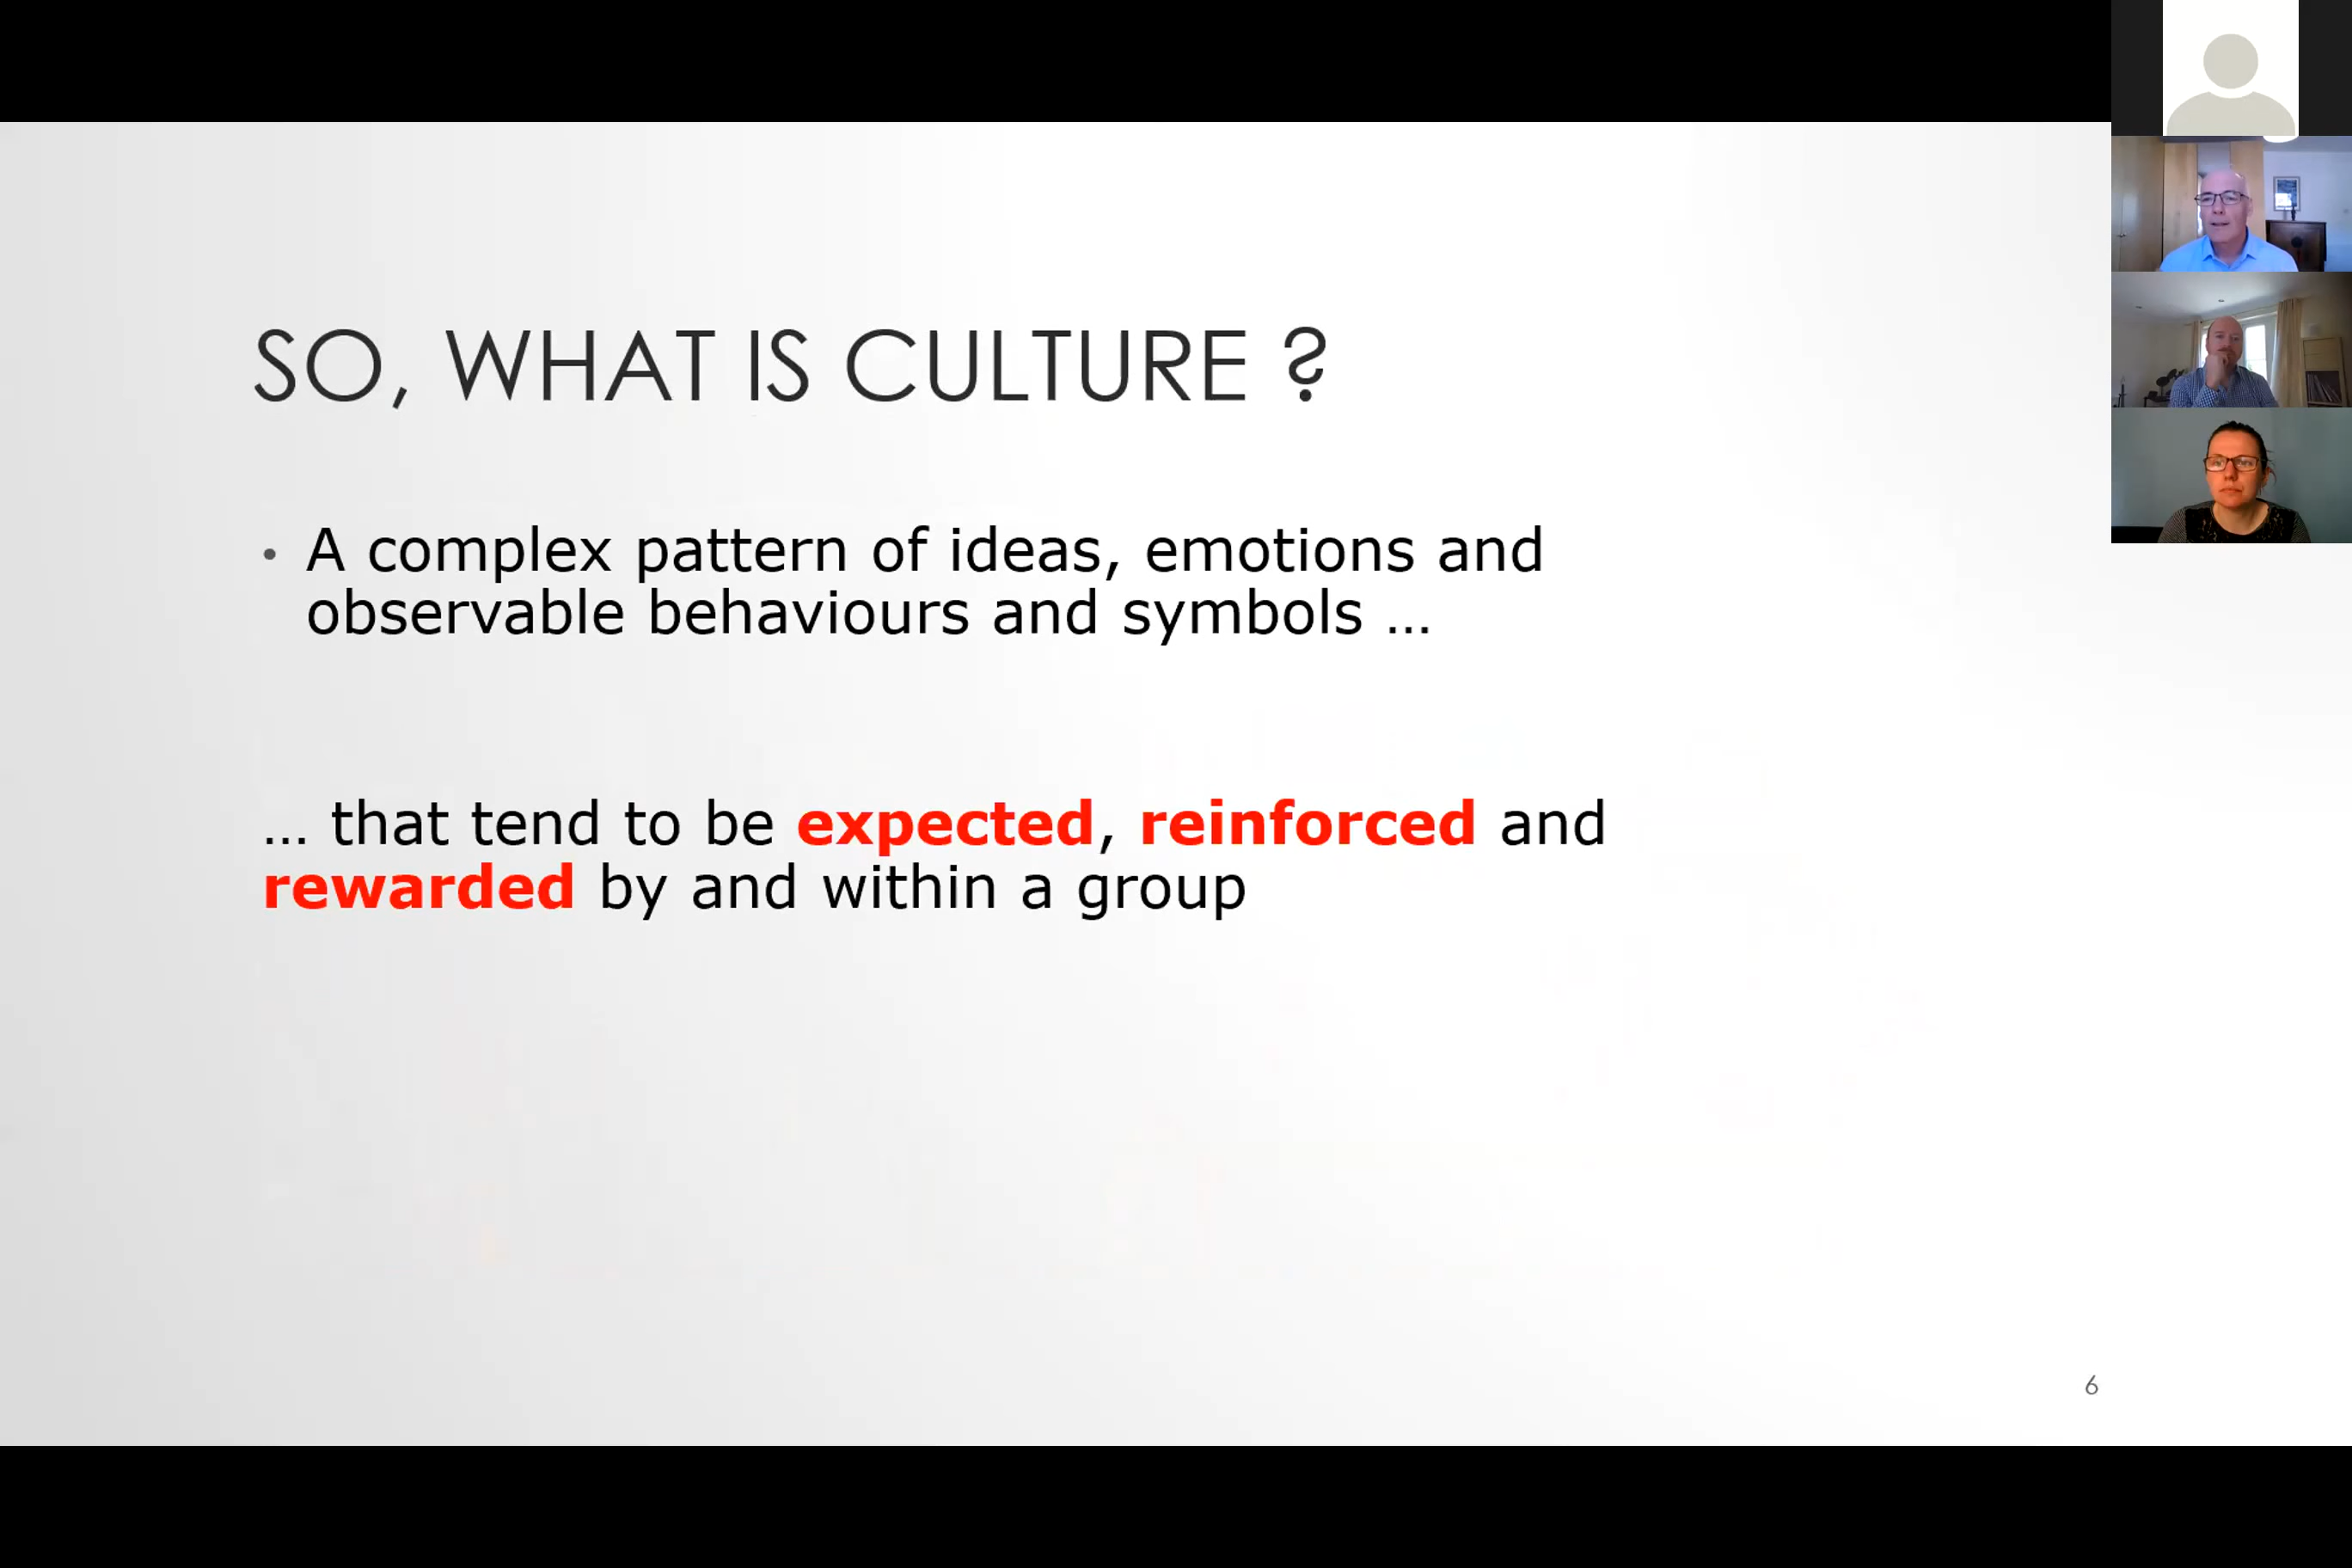 SO, WHAT IS CULTURE ?
• A complex pattern of ideas, emotions and
observable behaviours and symbols ...
... that tend to be expected, reinforced and
rewarded by and within a group
6